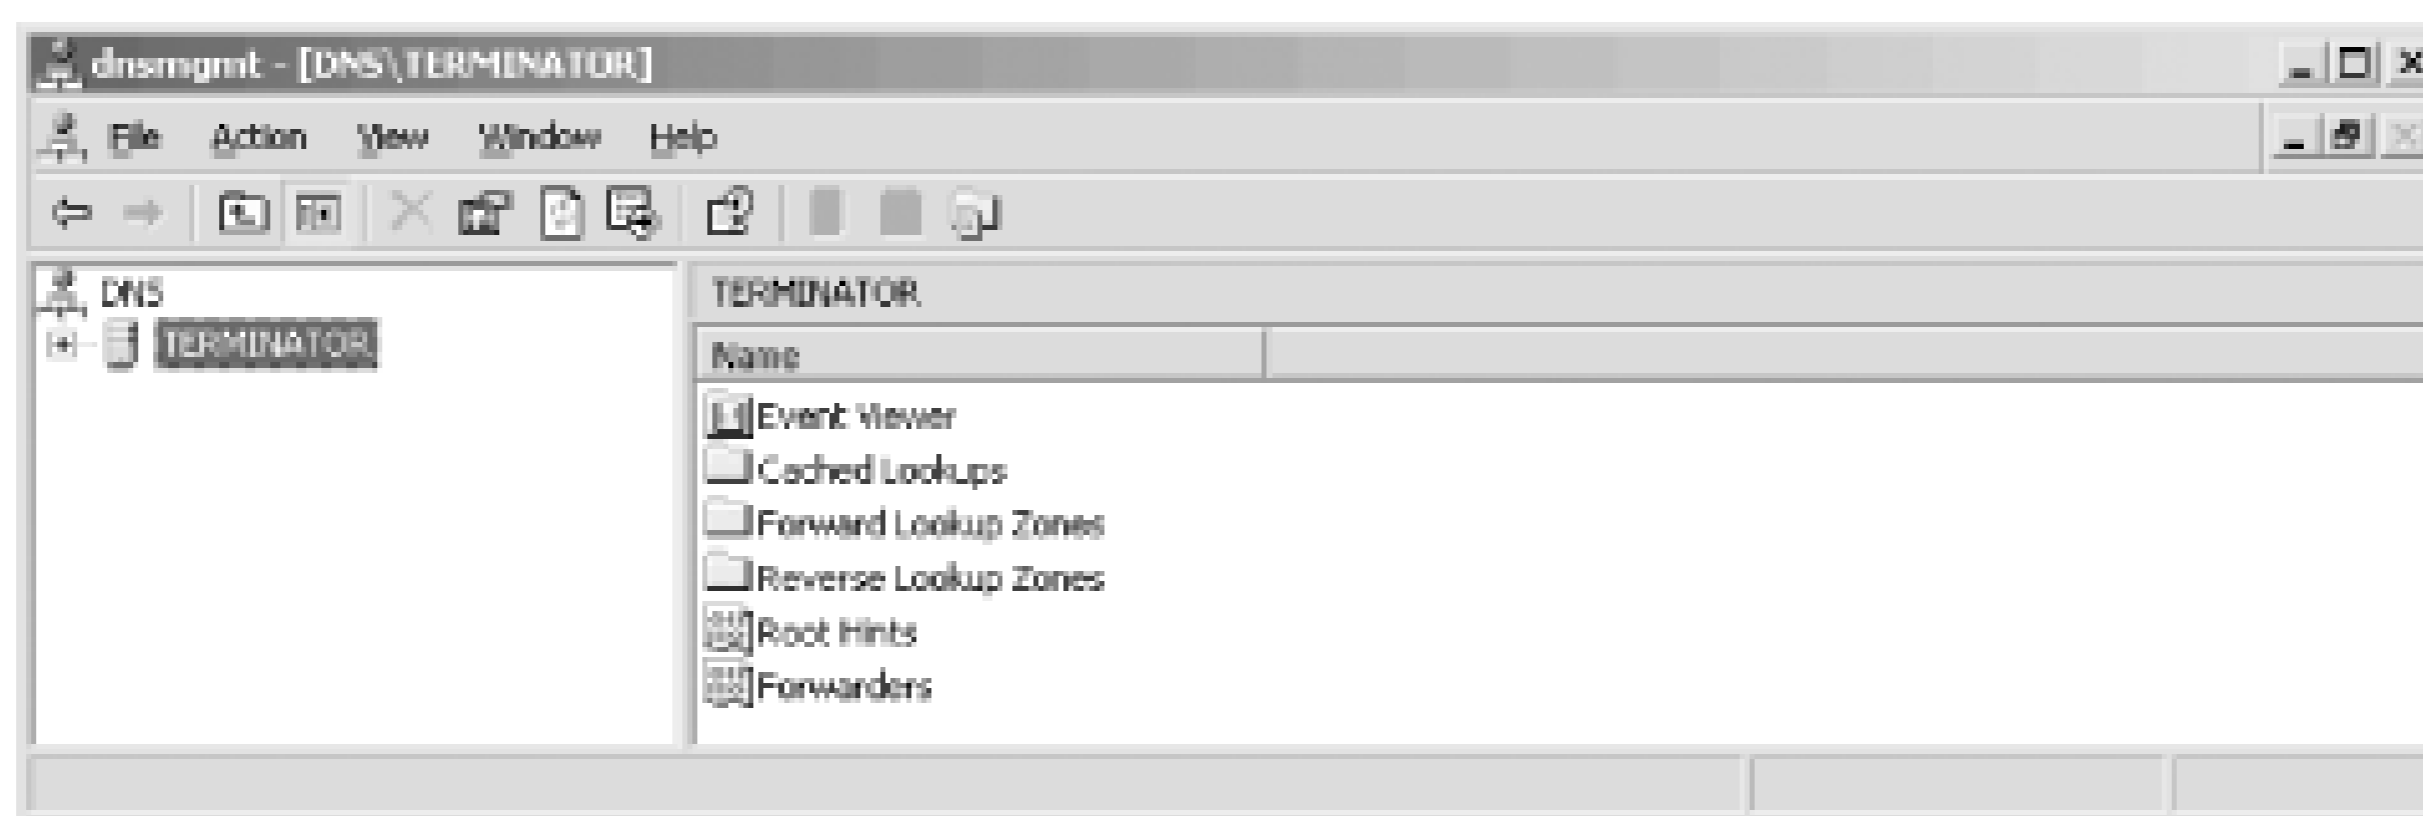 dnsmgmt - [DNS\TERMINATOR]
File Action View Window Help
DNS
TERMINATOR
TERMINATOR
Name
Event Viewer
Cached Lookups
Forward Lookup Zones
Reverse Lookup Zones
Root Hints
Forwarders